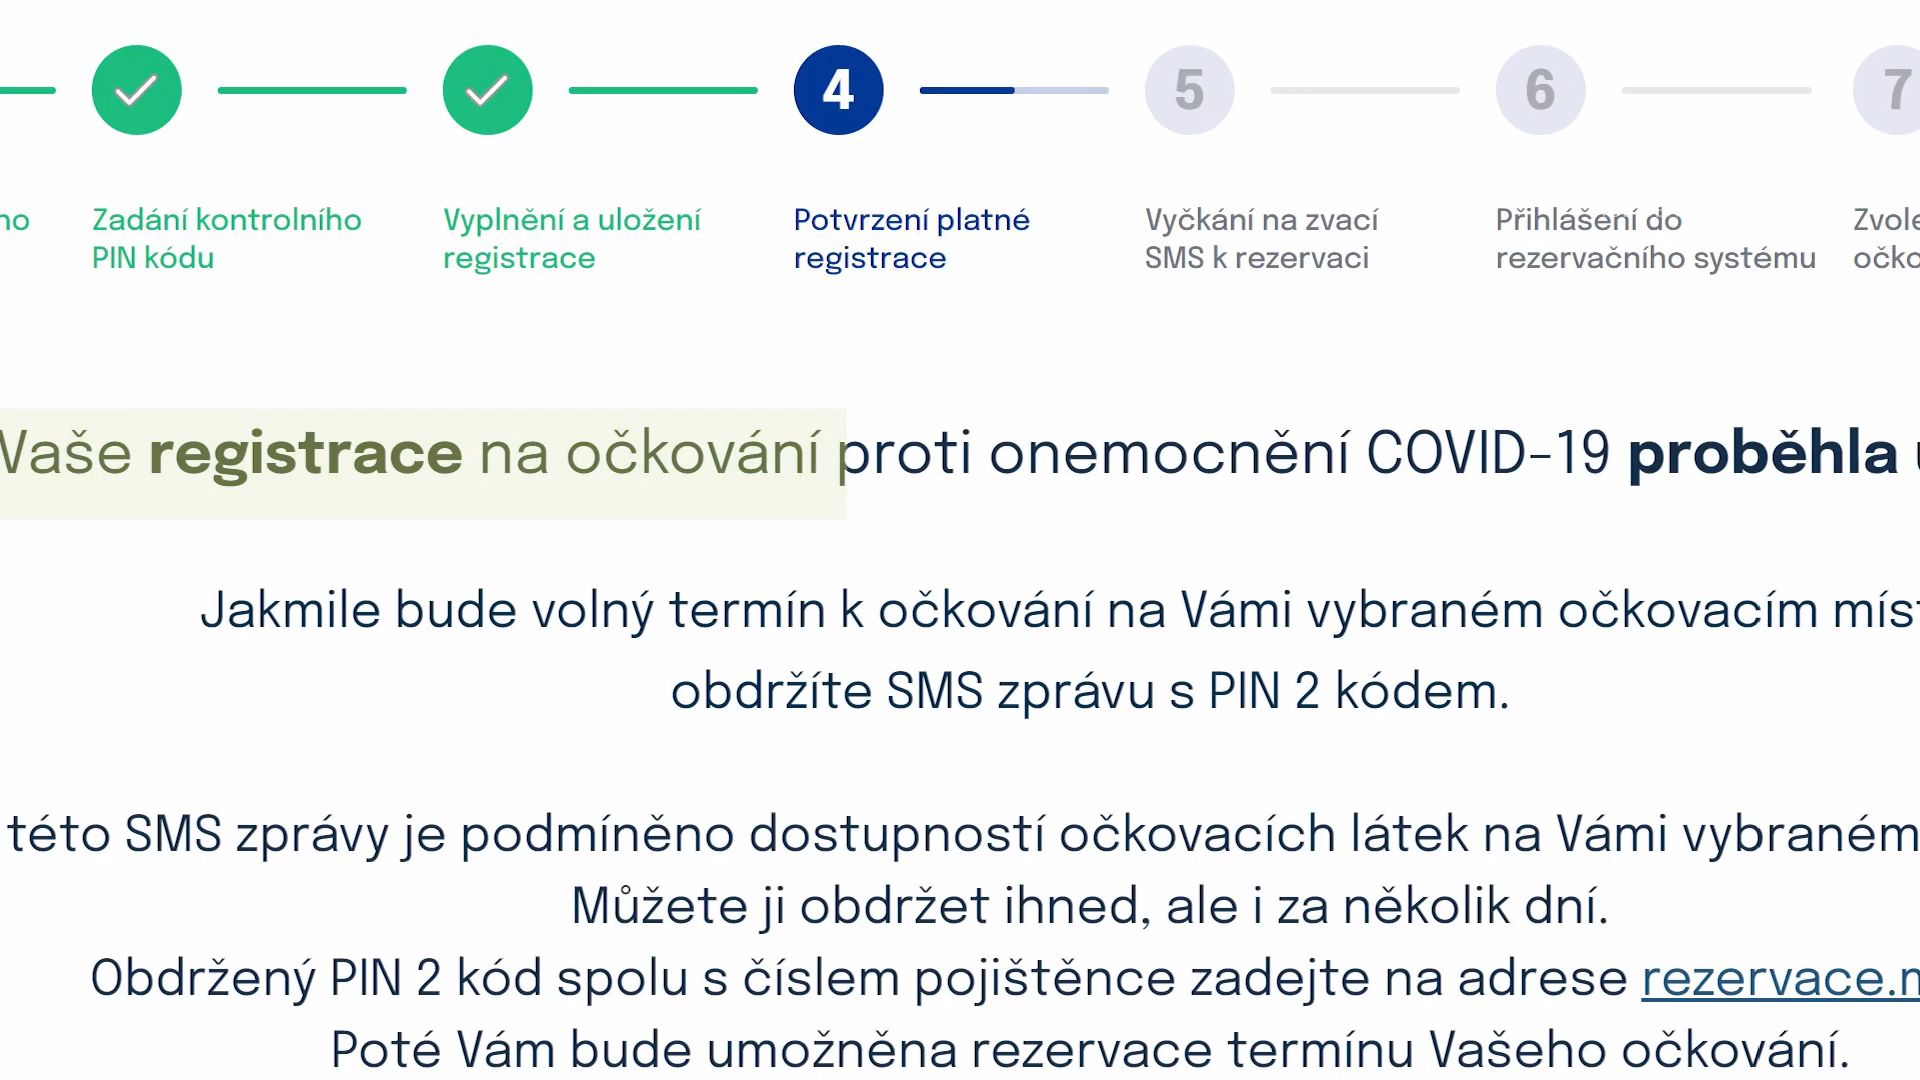 4 5 6 7
Zadání kontrolního
PIN kódu
Vyplnění a uložení
registrace
Potvrzení platné
registrace
Vyčkání na zvací
SMS k rezervaci
Přihlášení do
rezervačního systému
Vaše registrace na očkování proti onemocnění COVID-19 proběhla
Jakmile bude volný termín k očkování na Vámi vybraném očkovacím
obdržíte SMS zprávu s PIN 2 kódem.
této SMS zprávy je podmíněno dostupností očkovacích látek na Vámi vybraném
Můžete ji obdržet ihned, ale i za několik dní.
Obdržený PIN 2 kód spolu s číslem pojištěnce zadejte na adrese
Poté Vám bude umožněna rezervace termínu Vašeho očkování.